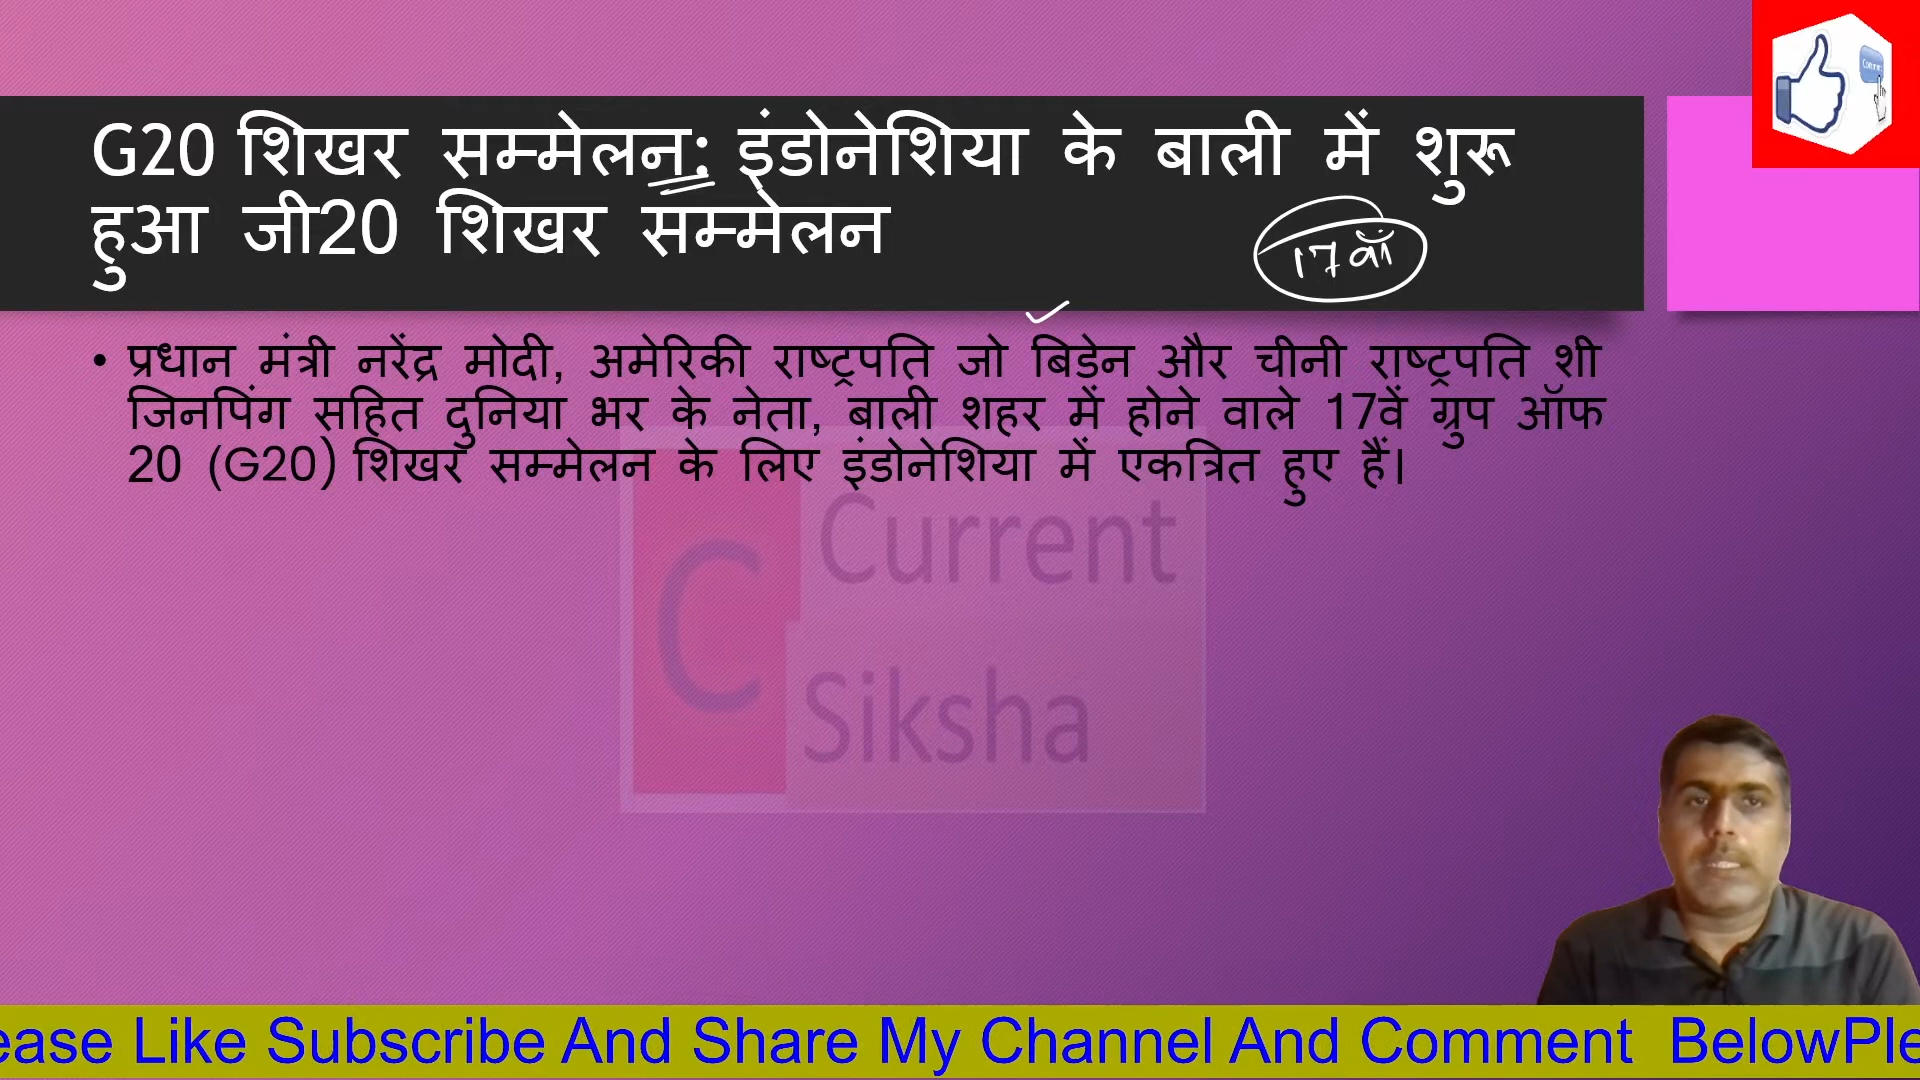 G20 शिखर सम्मेलन: इंडोनेशिया के बाली में शुरू
हुआ जी20 शिखर सम्मेलन
17वाँ
• प्रधान मंत्री नरेंद्र मोदी, अमेरिकी राष्ट्रपति जो बिडेन और चीनी राष्ट्रपति शी
जिनपिंग सहित दुनिया भर के नेता, बाली शहर में होने वाले 17वें ग्रुप ऑफ
20 (G20) शिखर सम्मेलन के लिए इंडोनेशिया में एकत्रित हुए हैं।
C
Current
Siksha
ease Like Subscribe And Share My Channel And Comment BelowPle